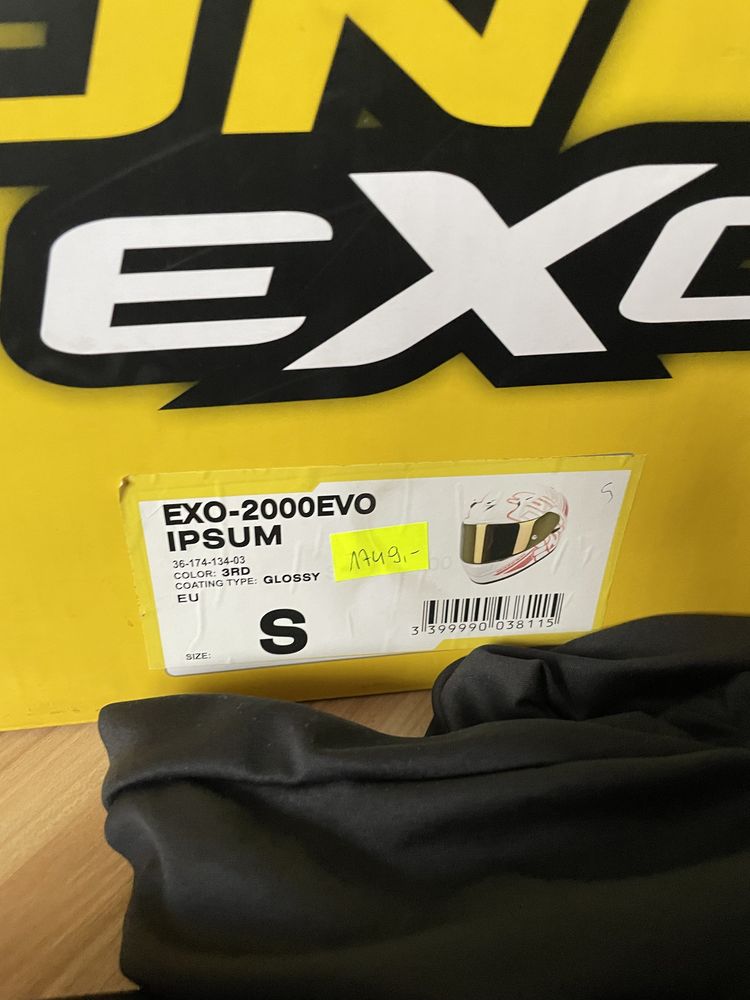 ON
EXO
EXO-2000EVO
IPSUM
36-174-134-03
COLOR: 3RD
COATING TYPE: GLOSSY
EU
SIZE: S
1749,-
S
3 399990 038115